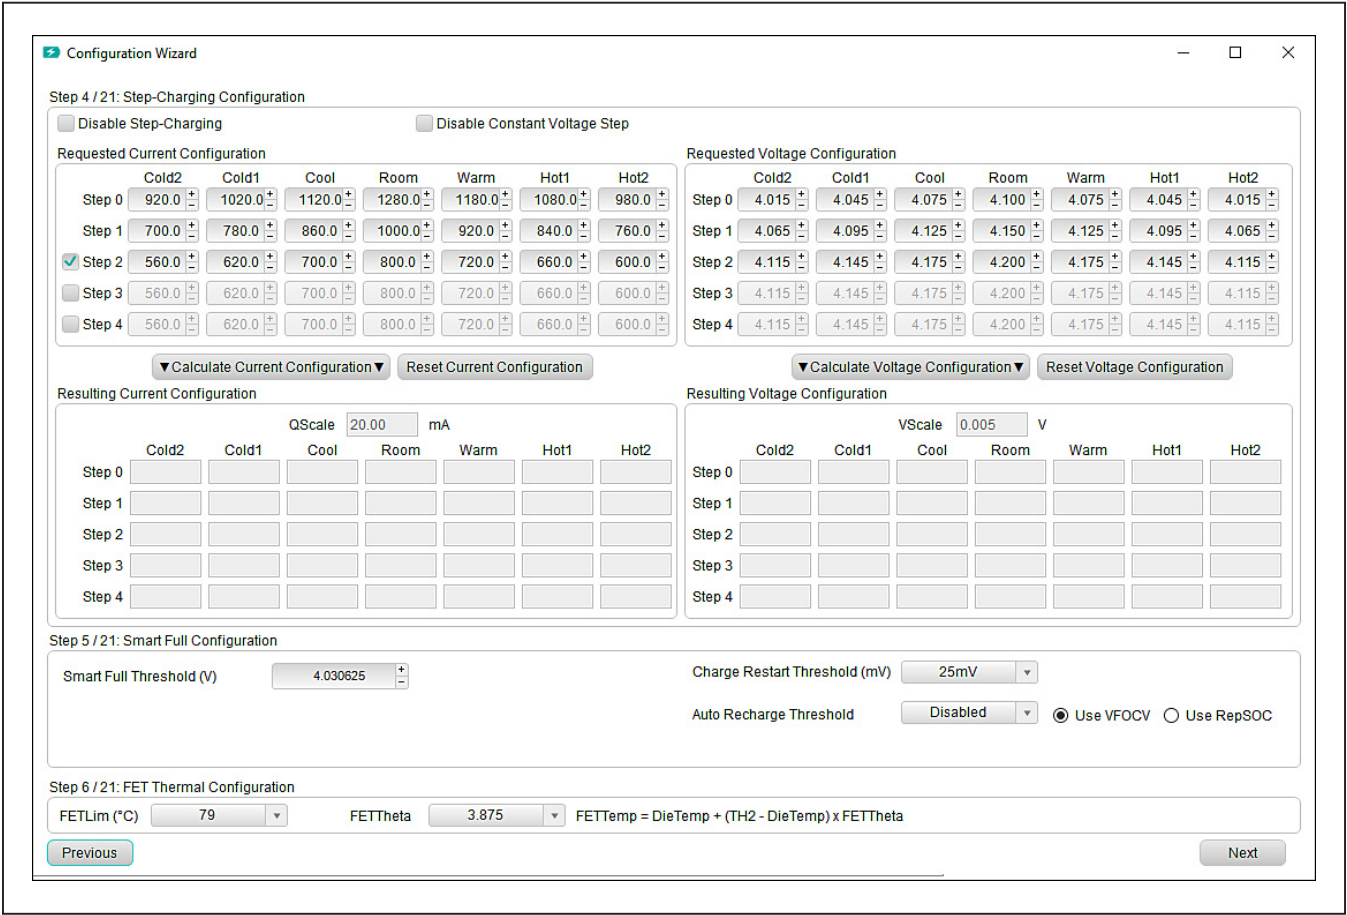 Configuration Wizard
Step 4 / 21: Step-Charging Configuration
Disable Step-Charging Disable Constant Voltage Step
Requested Current Configuration
Cold2 Cold1 Cool Room Warm Hot1 Hot2
Step 0 920.0 1020.0 1120.0 1280.0 1180.0 1080.0 980.0
Step 1 700.0 780.0 860.0 1000.0 920.0 840.0 760.0
Step 2 560.0 620.0 700.0 800.0 720.0 660.0 600.0
Step 3 560.0 620.0 700.0 800.0 720.0 660.0 600.0
Step 4 560.0 620.0 700.0 800.0 720.0 660.0 600.0
▼Calculate Current Configuration▼ Reset Current Configuration
Requested Voltage Configuration
Cold2 Cold1 Cool Room Warm Hot1 Hot2
Step 0 4.015 4.045 4.075 4.100 4.075 4.045 4.015
Step 1 4.065 4.095 4.125 4.150 4.125 4.095 4.065
Step 2 4.115 4.145 4.175 4.200 4.175 4.145 4.115
Step 3 4.115 4.145 4.175 4.200 4.175 4.145 4.115
Step 4 4.115 4.145 4.175 4.200 4.175 4.145 4.115
▼Calculate Voltage Configuration▼ Reset Voltage Configuration
Resulting Current Configuration
QScale 20.00 mA
Cold2 Cold1 Cool Room Warm Hot1 Hot2
Step 0
Step 1
Step 2
Step 3
Step 4
Resulting Voltage Configuration
VScale 0.005 V
Cold2 Cold1 Cool Room Warm Hot1 Hot2
Step 0
Step 1
Step 2
Step 3
Step 4
Step 5 / 21: Smart Full Configuration
Smart Full Threshold (V) 4.030625
Charge Restart Threshold (mV) 25mV
Auto Recharge Threshold Disabled Use VFOCV Use RepSOC
Step 6 / 21: FET Thermal Configuration
FETLim (°C) 79 FETTheta 3.875 FETTemp = DieTemp + (TH2 - DieTemp) x FETTheta
Previous Next